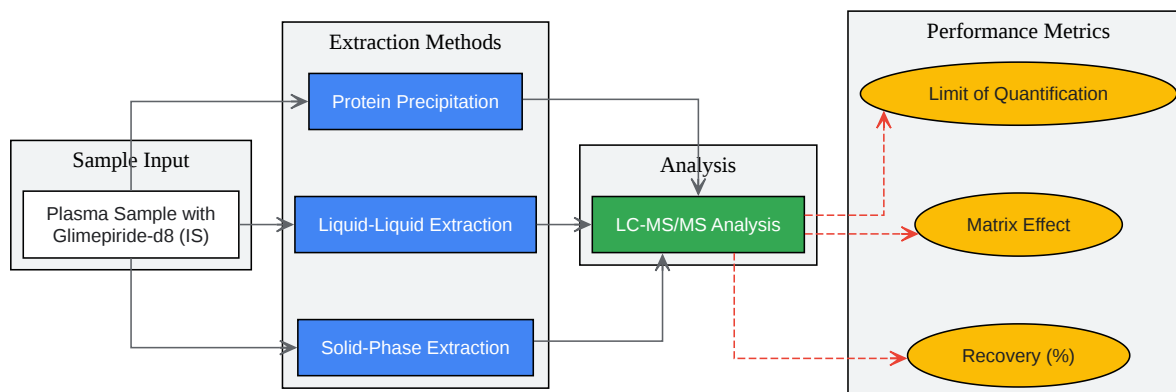 Sample Input
Plasma Sample with
Glimepiride-d8 (IS)
Extraction Methods
Protein Precipitation
Liquid-Liquid Extraction
Solid-Phase Extraction
Analysis
LC-MS/MS Analysis
Performance Metrics
Limit of Quantification
Matrix Effect
Recovery (%)